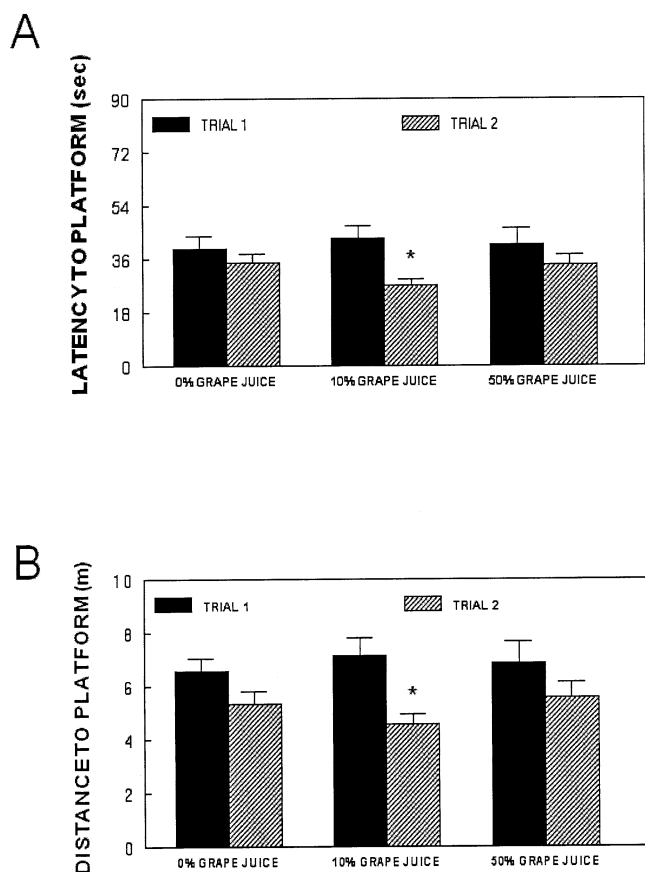 A
LATENCY TO PLATFORM (sec)
90
72
54
36
18
0
TRIAL 1
TRIAL 2
*
0% GRAPE JUICE
10% GRAPE JUICE
50% GRAPE JUICE
B
DISTANCE TO PLATFORM (m)
10
8
6
4
2
0
TRIAL 1
TRIAL 2
*
0% GRAPE JUICE
10% GRAPE JUICE
50% GRAPE JUICE